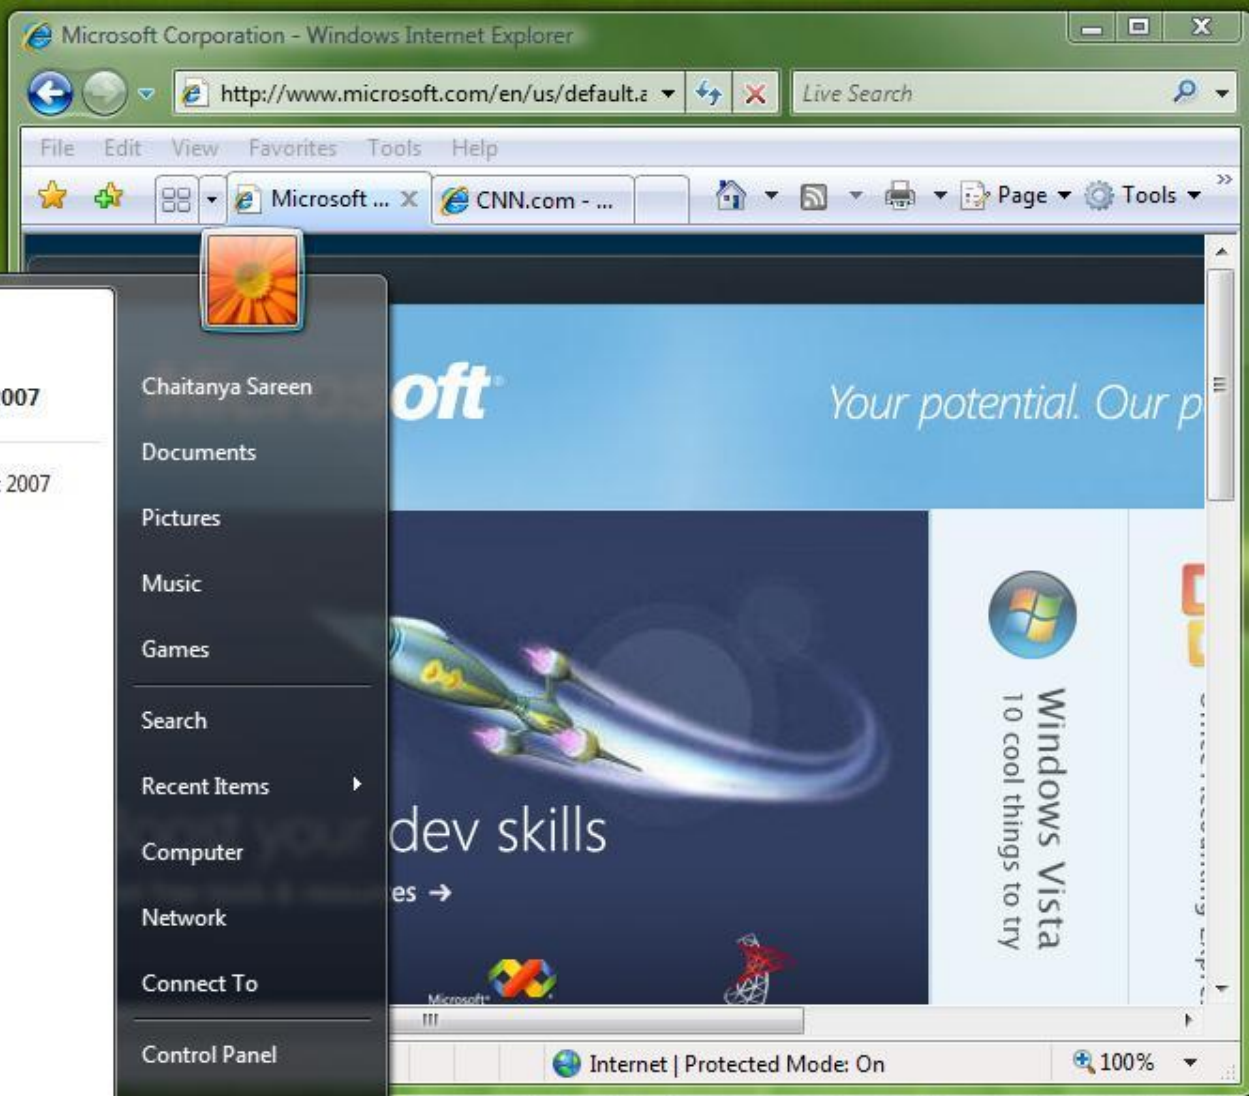 Microsoft Corporation - Windows Internet Explorer
http://www.microsoft.com/en/us/default.a
Live Search
File Edit View Favorites Tools Help
Microsoft ...
CNN.com - ...
Page
Tools
007
2007
Chaitanya Sareen
Documents
Pictures
Music
Games
Search
Recent Items
Computer
Network
Connect To
Control Panel
oft
Your potential. Our p
your dev skills
es →
Microsoft
Windows Vista
10 cool things to try
Internet | Protected Mode: On
100%